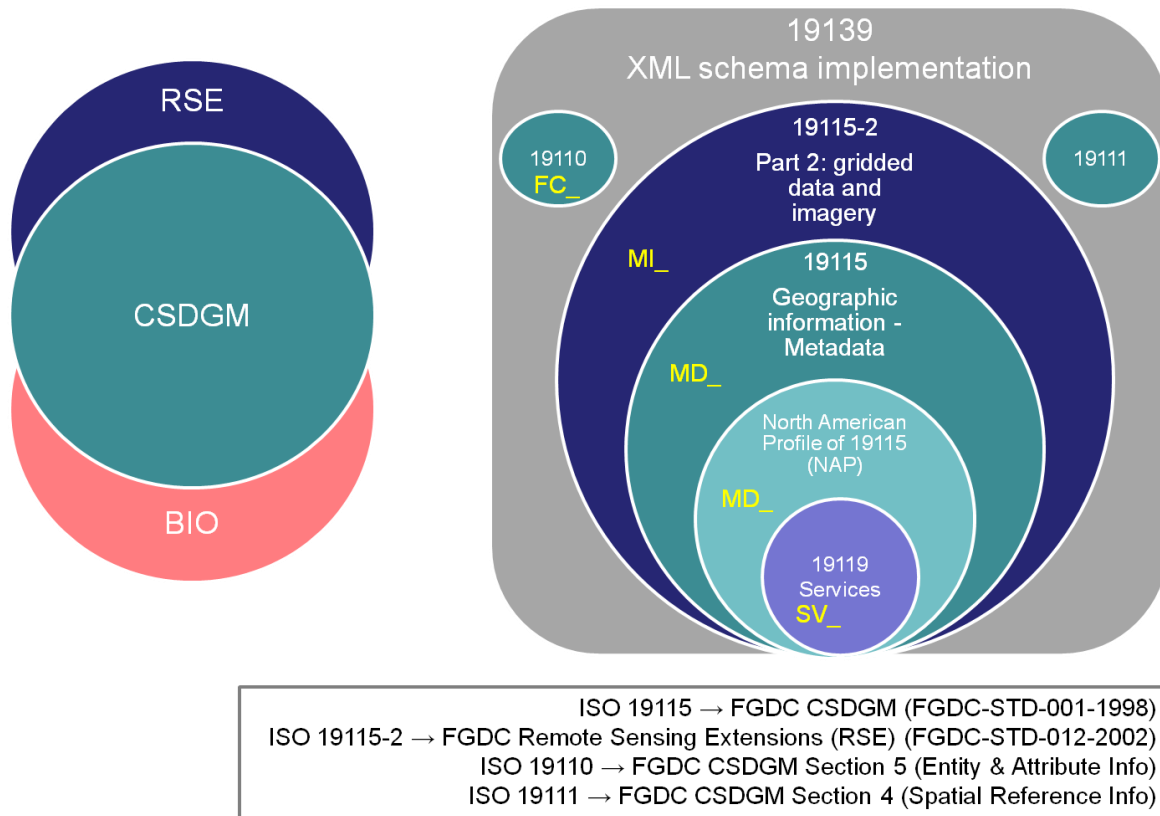 RSE
CSDGM
BIO
19139
XML schema implementation
19110
FC_
19111
19115-2
Part 2: gridded
data and
imagery
MI_
19115
Geographic
information -
Metadata
MD_
North American
Profile of 19115
(NAP)
MD_
19119
Services
SV_
ISO 19115 → FGDC CSDGM (FGDC-STD-001-1998)
ISO 19115-2 → FGDC Remote Sensing Extensions (RSE) (FGDC-STD-012-2002)
ISO 19110 → FGDC CSDGM Section 5 (Entity & Attribute Info)
ISO 19111 → FGDC CSDGM Section 4 (Spatial Reference Info)